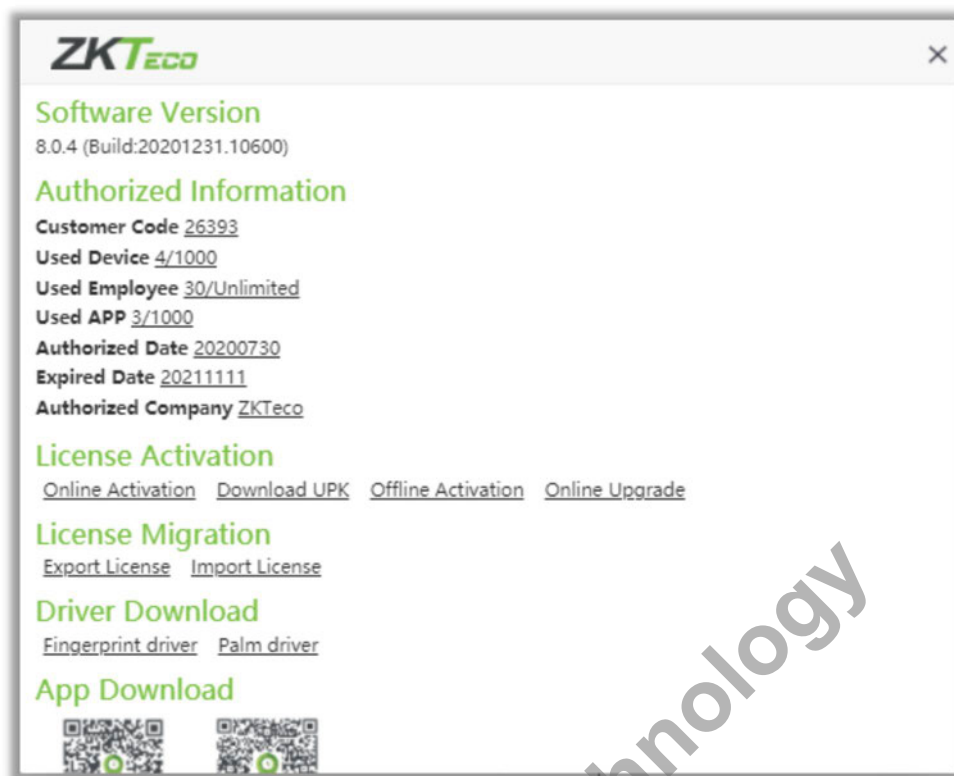 ZKTeco
Software Version
8.0.4 (Build:20201231.10600)
Authorized Information
Customer Code 26393
Used Device 4/1000
Used Employee 30/Unlimited
Used APP 3/1000
Authorized Date 20200730
Expired Date 20211111
Authorized Company ZKTeco
License Activation
Online Activation Download UPK Offline Activation Online Upgrade
License Migration
Export License Import License
Driver Download
Fingerprint driver Palm driver
App Download